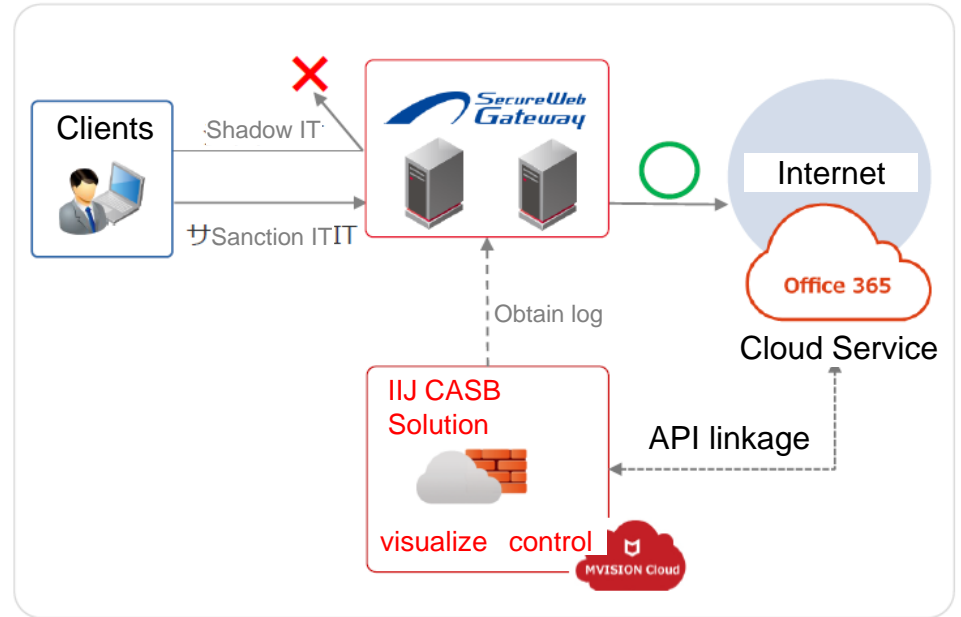 Clients
Shadow IT
サSanction ITIT
SecureWeb
Gateway
Internet
Office 365
Cloud Service
Obtain log
IIJ CASB
Solution
visualize control
API linkage
MVISION Cloud